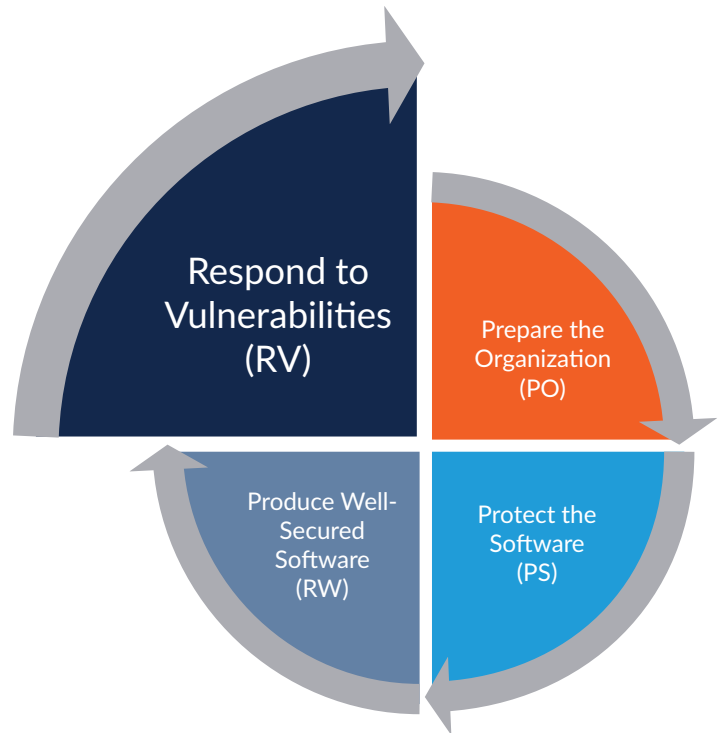 Respond to
Vulnerabilities
(RV)
Prepare the
Organization
(PO)
Protect the
Software
(PS)
Produce Well-
Secured
Software
(RW)